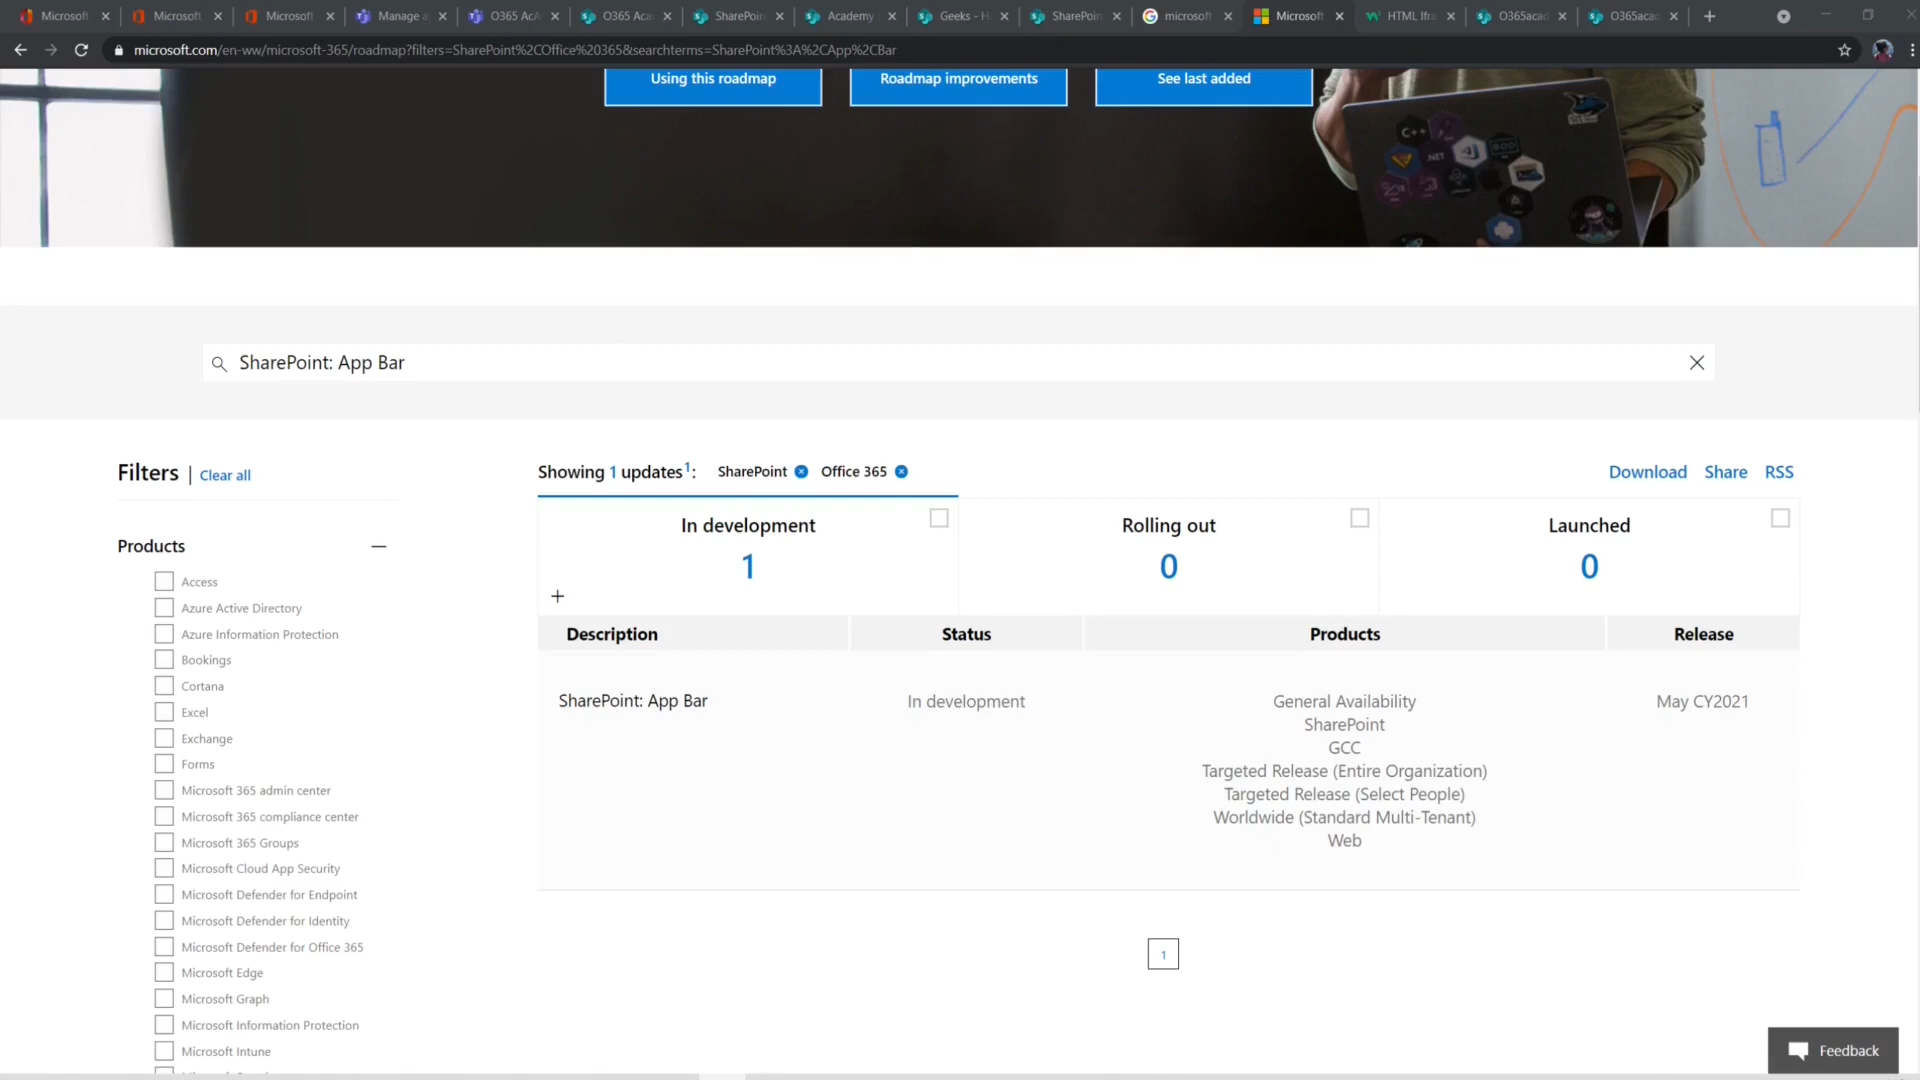 Microsoft
Microsoft
Microsoft
Manage a
O365 AcA
O365 Aca
SharePoin
Academy
Geeks - H
SharePoin
microsoft
Microsoft
HTML Ifra
O365acad
O365acad
microsoft.com/en-ww/microsoft-365/roadmap?filters=SharePoint%2COffice%20365&searchterms=SharePoint%3A%2CApp%2CBar
Using this roadmap
Roadmap improvements
See last added
C++
.NET
SharePoint: App Bar
Filters | Clear all
Showing 1 updates1: SharePoint Office 365
Download Share RSS
In development
1
+
Rolling out
0
Launched
0
Description Status Products Release
SharePoint: App Bar
In development
General Availability
SharePoint
GCC
Targeted Release (Entire Organization)
Targeted Release (Select People)
Worldwide (Standard Multi-Tenant)
Web
May CY2021
1
Products
Access
Azure Active Directory
Azure Information Protection
Bookings
Cortana
Excel
Exchange
Forms
Microsoft 365 admin center
Microsoft 365 compliance center
Microsoft 365 Groups
Microsoft Cloud App Security
Microsoft Defender for Endpoint
Microsoft Defender for Identity
Microsoft Defender for Office 365
Microsoft Edge
Microsoft Graph
Microsoft Information Protection
Microsoft Intune
Feedback